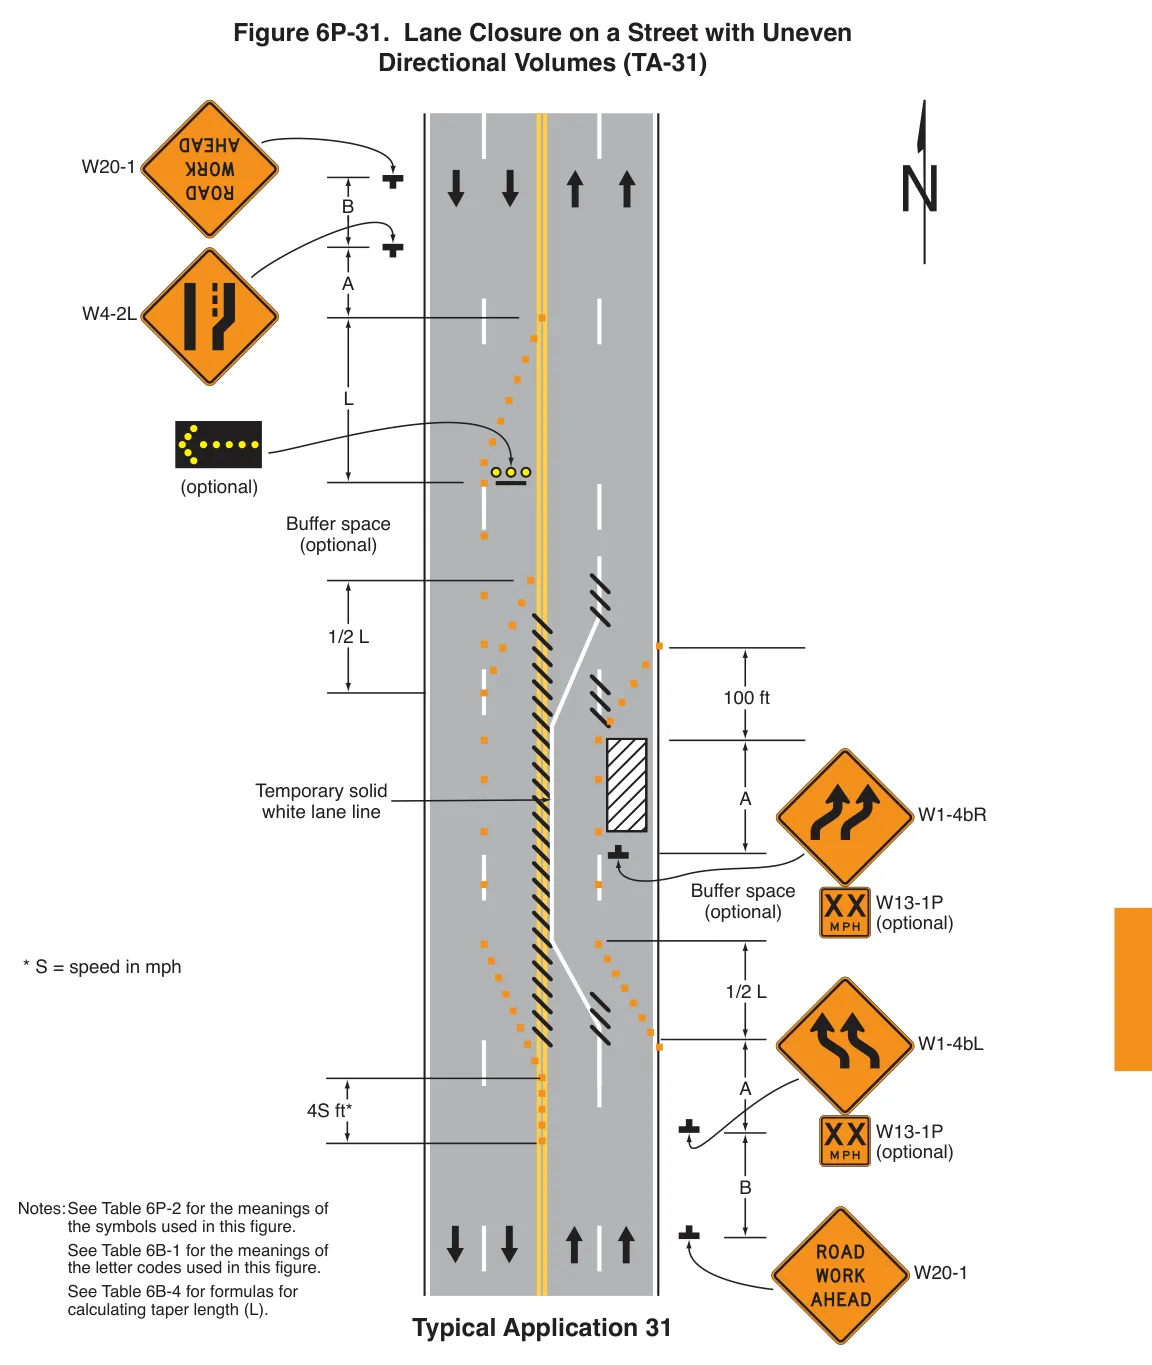 Figure 6P-31. Lane Closure on a Street with Uneven
Directional Volumes (TA-31)
ROAD
WORK
AHEAD
W20-1
B
A
W4-2L
N
L
(optional)
Buffer space
(optional)
1/2 L
100 ft
A
Temporary solid
white lane line
W1-4bR
Buffer space
(optional)
XX
MPH
W13-1P
(optional)
* S = speed in mph
1/2 L
W1-4bL
A
4S ft*
XX
MPH
W13-1P
(optional)
B
Notes: See Table 6P-2 for the meanings of
the symbols used in this figure.
See Table 6B-1 for the meanings of
the letter codes used in this figure.
See Table 6B-4 for formulas for
calculating taper length (L).
ROAD
WORK
AHEAD
W20-1
Typical Application 31